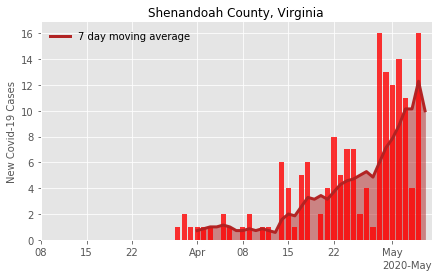 Shenandoah County, Virginia
7 day moving average
New Covid-19 Cases
16
14
12
10
8
6
4
2
0
08 15 22 Apr 08 15 22 May
2020-May